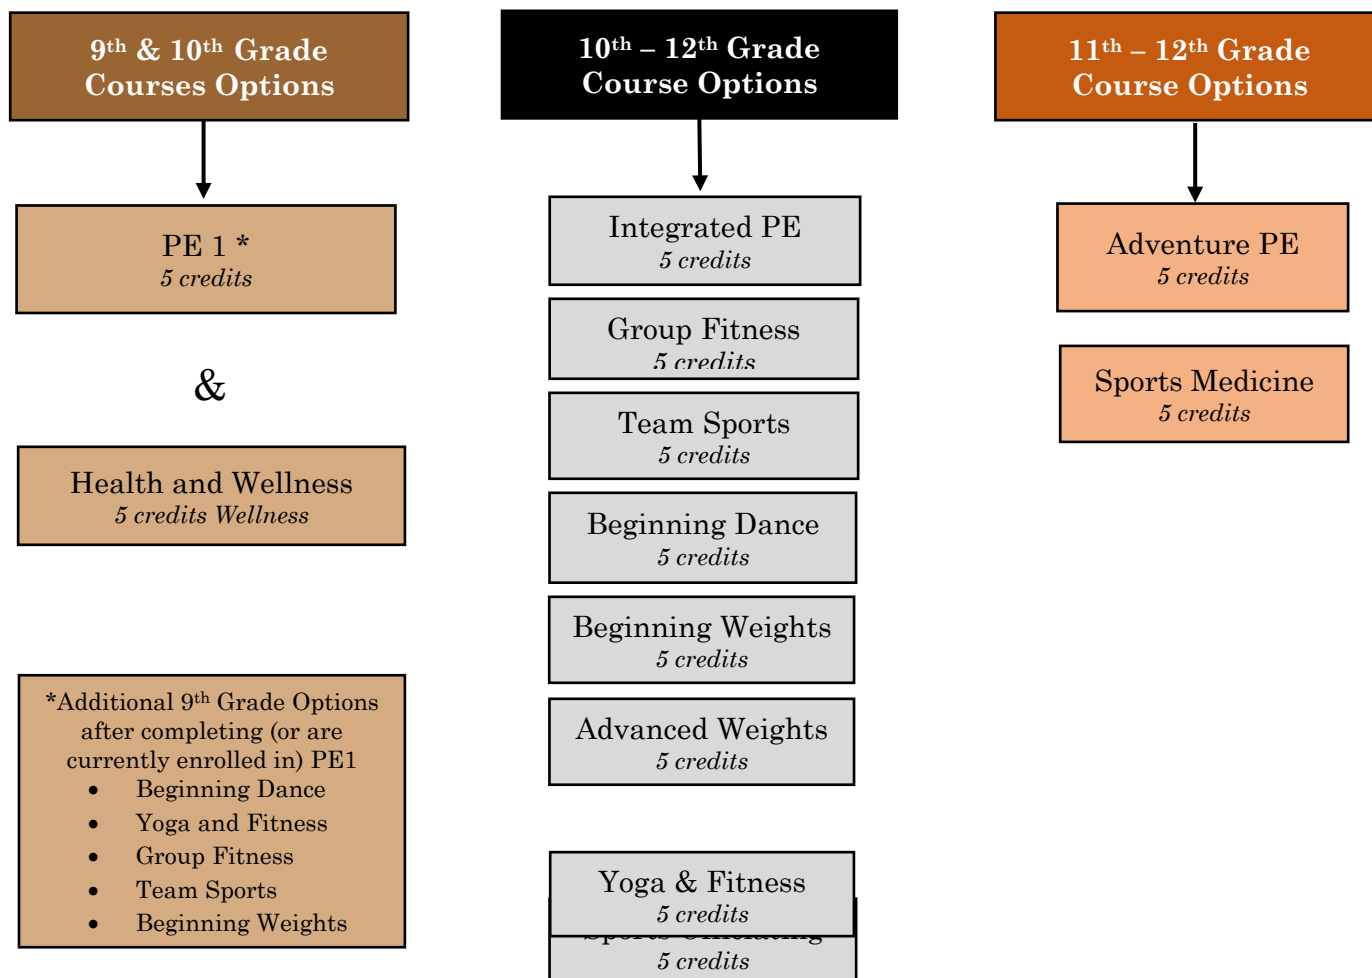 9th & 10th Grade
Courses Options
PE 1 *
5 credits
&
Health and Wellness
5 credits Wellness
*Additional 9th Grade Options
after completing (or are
currently enrolled in) PE1
• Beginning Dance
• Yoga and Fitness
• Group Fitness
• Team Sports
• Beginning Weights
10th – 12th Grade
Course Options
Integrated PE
5 credits
Group Fitness
5 credits
Team Sports
5 credits
Beginning Dance
5 credits
Beginning Weights
5 credits
Advanced Weights
5 credits
Yoga & Fitness
5 credits
Sports Officiating
5 credits
11th – 12th Grade
Course Options
Adventure PE
5 credits
Sports Medicine
5 credits